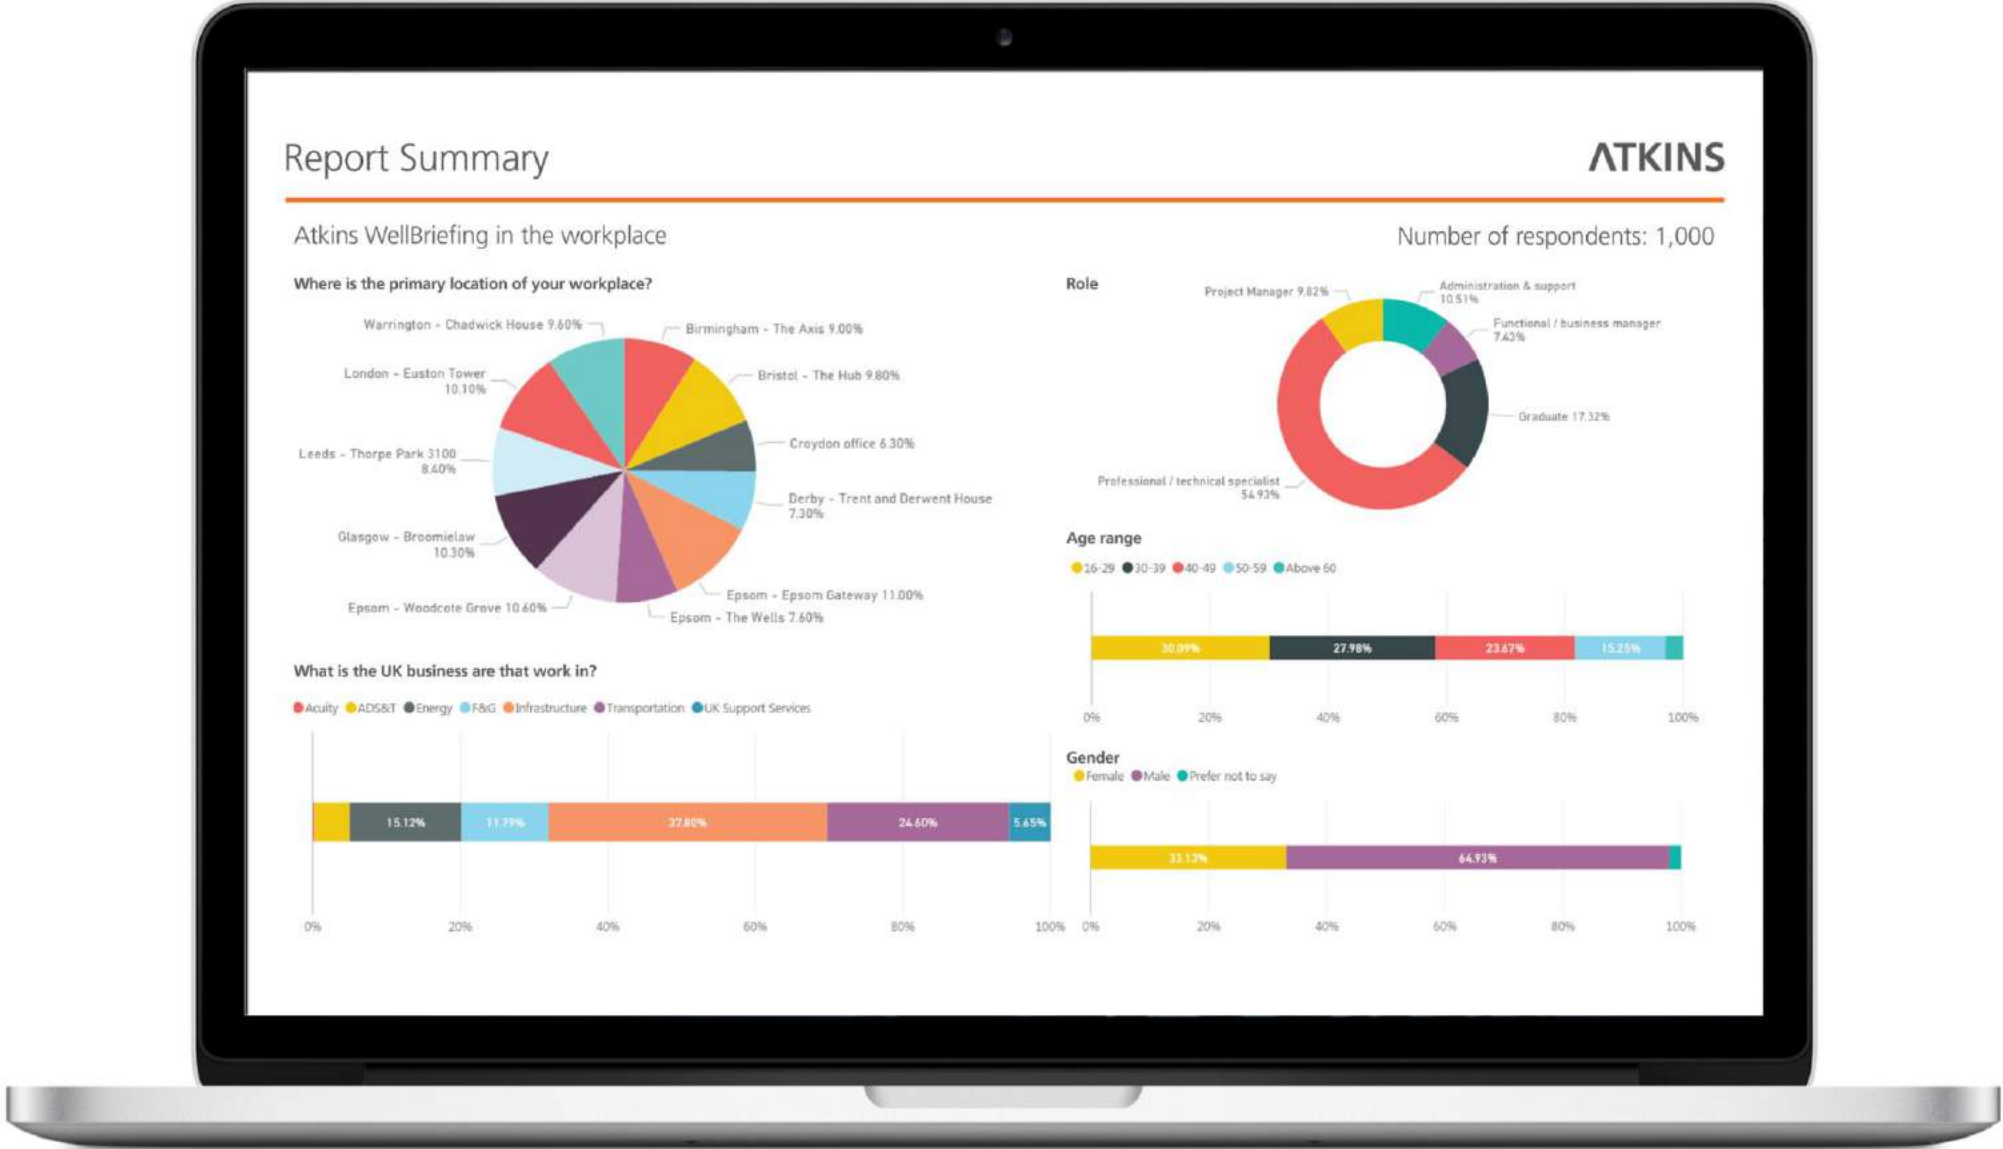 Report Summary
ATKINS
Atkins WellBriefing in the workplace
Number of respondents: 1,000
Where is the primary location of your workplace?
Warrington - Chadwick House 9.60%
Birmingham - The Axis 9.00%
London - Euston Tower
10.10%
Bristol - The Hub 9.80%
Leeds - Thorpe Park 3100
8.40%
Croydon office 6.30%
Derby - Trent and Derwent House
7.30%
Glasgow - Broomielaw
10.30%
Epsom - Woodcote Grove 10.60%
Epsom - Epsom Gateway 11.00%
Epsom - The Wells 7.60%
What is the UK business are that work in?
Acuity ADS&T Energy F&G Infrastructure Transportation UK Support Services
15.12% 11.79% 37.80% 24.60% 5.65%
0% 20% 40% 60% 80% 100%
Role
Project Manager 9.82%
Administration & support
10.51%
Functional / business manager
7.43%
Graduate 17.32%
Professional / technical specialist
54.93%
Age range
16-29 30-39 40-49 50-59 Above 60
30.09% 27.98% 23.67% 15.25%
0% 20% 40% 60% 80% 100%
Gender
Female Male Prefer not to say
33.13% 64.93%
0% 20% 40% 60% 80% 100%